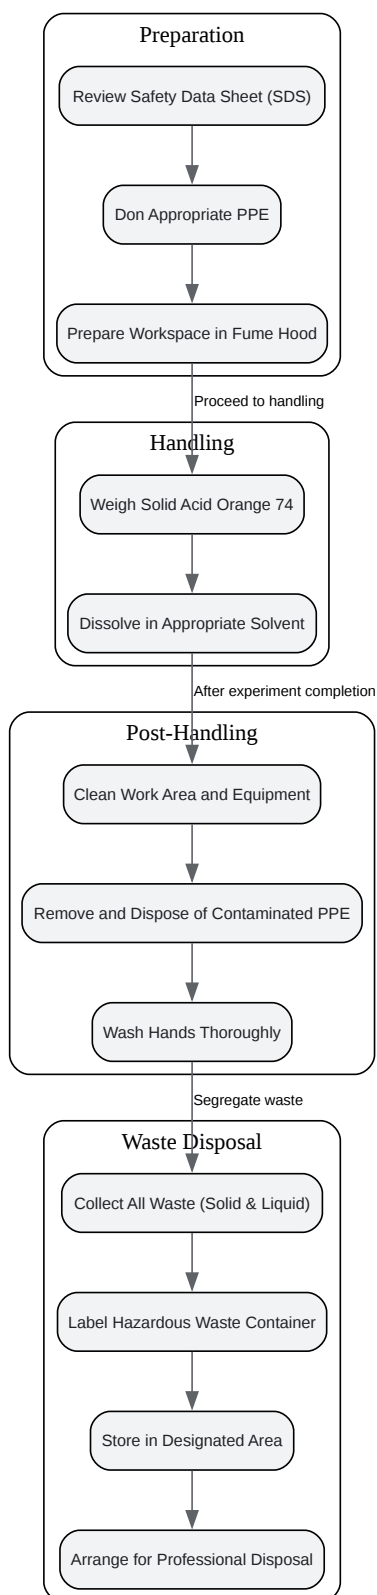 Preparation
Review Safety Data Sheet (SDS)
Don Appropriate PPE
Prepare Workspace in Fume Hood
Proceed to handling
Handling
Weigh Solid Acid Orange 74
Dissolve in Appropriate Solvent
After experiment completion
Post-Handling
Clean Work Area and Equipment
Remove and Dispose of Contaminated PPE
Wash Hands Thoroughly
Segregate waste
Waste Disposal
Collect All Waste (Solid & Liquid)
Label Hazardous Waste Container
Store in Designated Area
Arrange for Professional Disposal